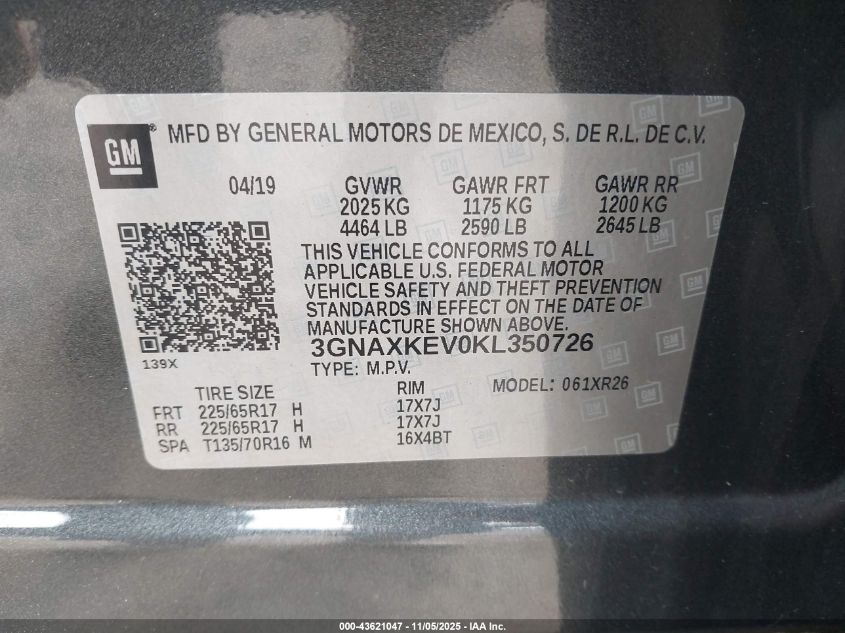 GM ® MFD BY GENERAL MOTORS DE MEXICO, S. DE R.L. DE C.V.
04/19 GVWR GAWR FRT GAWR RR
2025 KG 1175 KG 1200 KG
4464 LB 2590 LB 2645 LB
THIS VEHICLE CONFORMS TO ALL
APPLICABLE U.S. FEDERAL MOTOR
VEHICLE SAFETY AND THEFT PREVENTION
STANDARDS IN EFFECT ON THE DATE OF
MANUFACTURE SHOWN ABOVE.
139X
3GNAXKEV0KL350726
TYPE: M.P.V. MODEL: 061XR26
TIRE SIZE RIM
FRT 225/65R17 H 17X7J
RR 225/65R17 H 17X7J
SPA T135/70R16 M 16X4BT
000-43621047 - 11/05/2025 - IAA Inc.